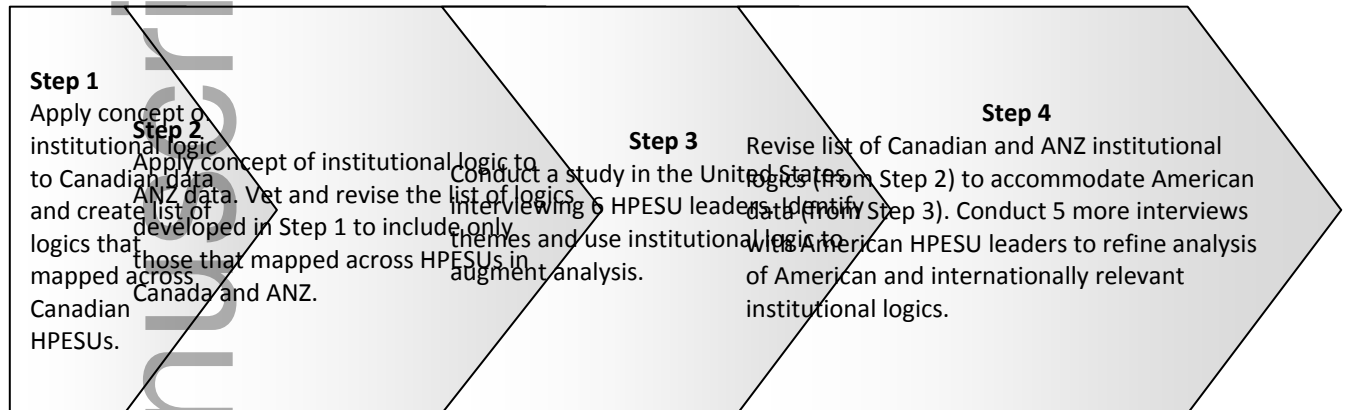 Step 1
Apply concept of
institutional logic
to Canadian data
and create list of
logics that
mapped across
Canadian
HPESUs.
Step 2
Apply concept of institutional logic to
ANZ data. Vet and revise the list of logics
developed in Step 1 to include only
those that mapped across HPESUs in
Canada and ANZ.
Step 3
Conduct a study in the United States,
interviewing 6 HPESU leaders. Identify
themes and use institutional logic to
augment analysis.
Step 4
Revise list of Canadian and ANZ institutional
logics (from Step 2) to accommodate American
data (from Step 3). Conduct 5 more interviews
with American HPESU leaders to refine analysis
of American and internationally relevant
institutional logics.
nuscri